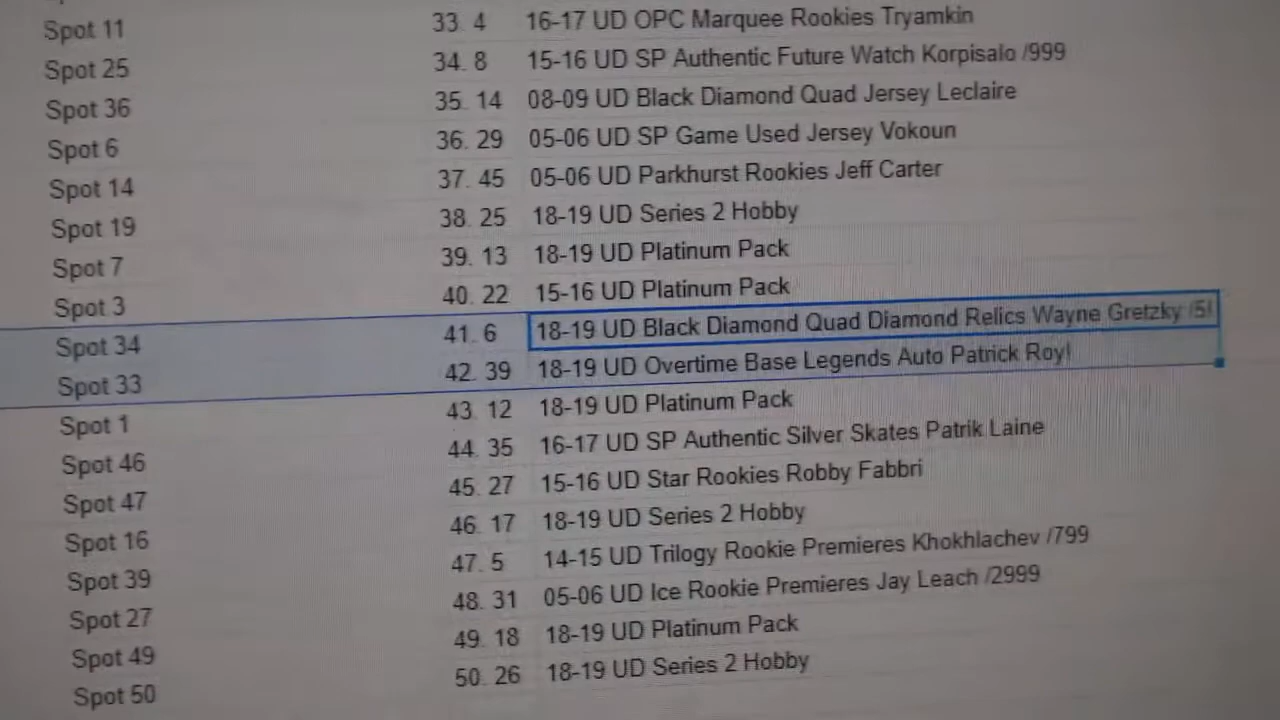 Spot 11 33. 4 16-17 UD OPC Marquee Rookies Tryamkin
Spot 25 34. 8 15-16 UD SP Authentic Future Watch Korpisalo /999
Spot 36 35. 14 08-09 UD Black Diamond Quad Jersey Leclaire
Spot 6 36. 29 05-06 UD SP Game Used Jersey Vokoun
Spot 14 37. 45 05-06 UD Parkhurst Rookies Jeff Carter
Spot 19 38. 25 18-19 UD Series 2 Hobby
Spot 7 39. 13 18-19 UD Platinum Pack
Spot 3 40. 22 15-16 UD Platinum Pack
Spot 34 41. 6 18-19 UD Black Diamond Quad Diamond Relics Wayne Gretzky /5!
Spot 33 42. 39 18-19 UD Overtime Base Legends Auto Patrick Roy!
Spot 1 43. 12 18-19 UD Platinum Pack
Spot 46 44. 35 16-17 UD SP Authentic Silver Skates Patrik Laine
Spot 47 45. 27 15-16 UD Star Rookies Robby Fabbri
Spot 16 46. 17 18-19 UD Series 2 Hobby
Spot 39 47. 5 14-15 UD Trilogy Rookie Premieres Khokhlachev /799
Spot 27 48. 31 05-06 UD Ice Rookie Premieres Jay Leach /2999
Spot 49 49. 18 18-19 UD Platinum Pack
Spot 50 50. 26 18-19 UD Series 2 Hobby